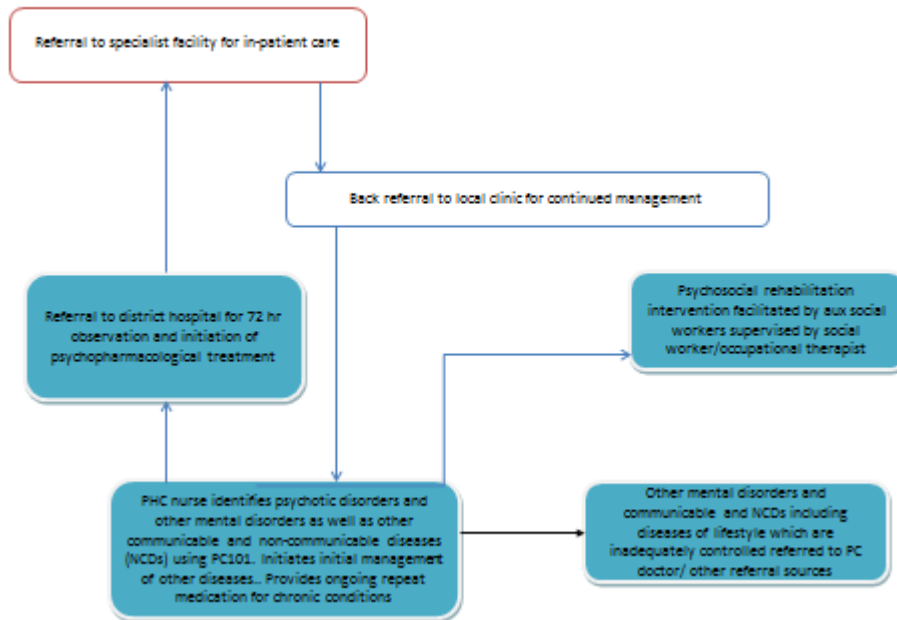 Referral to specialist facility for in-patient care
Back referral to local clinic for continued management
Referral to district hospital for 72 hr
observation and initiation of
psychopharmacological treatment
Psychosocial rehabilitation
intervention facilitated by aux social
workers supervised by social
worker/occupational therapist
PHC nurse identifies psychotic disorders and
other mental disorders as well as other
communicable and non-communicable diseases
(NCDs) using PC101. Initiates initial management
of other diseases.. Provides ongoing repeat
medication for chronic conditions
Other mental disorders and
communicable and NCDs including
diseases of lifestyle which are
inadequately controlled referred to PC
doctor/ other referral sources